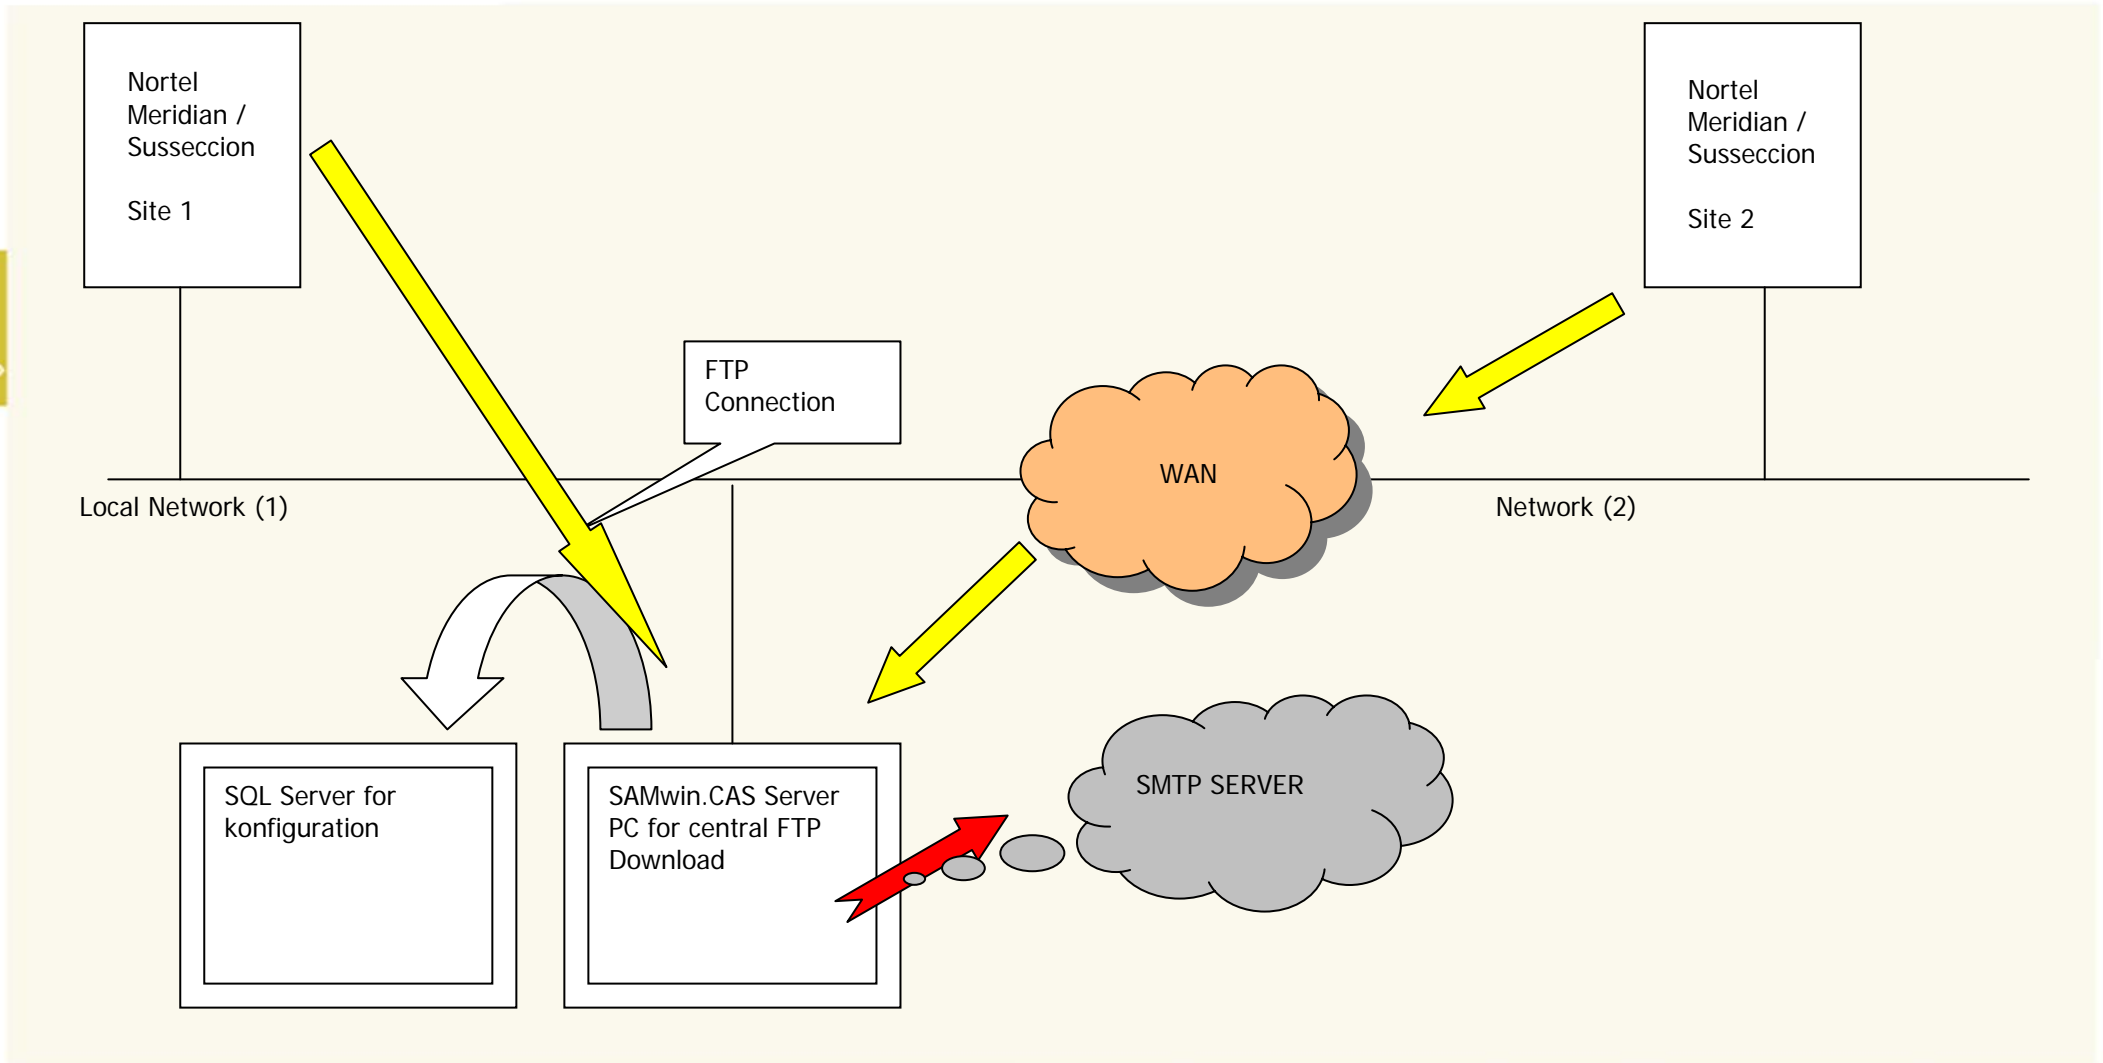 Nortel
Meridian /
Susseccion
Site 1
Nortel
Meridian /
Susseccion
Site 2
FTP
Connection
WAN
Local Network (1)
Network (2)
SQL Server for
konfiguration
SAMwin.CAS Server
PC for central FTP
Download
SMTP SERVER